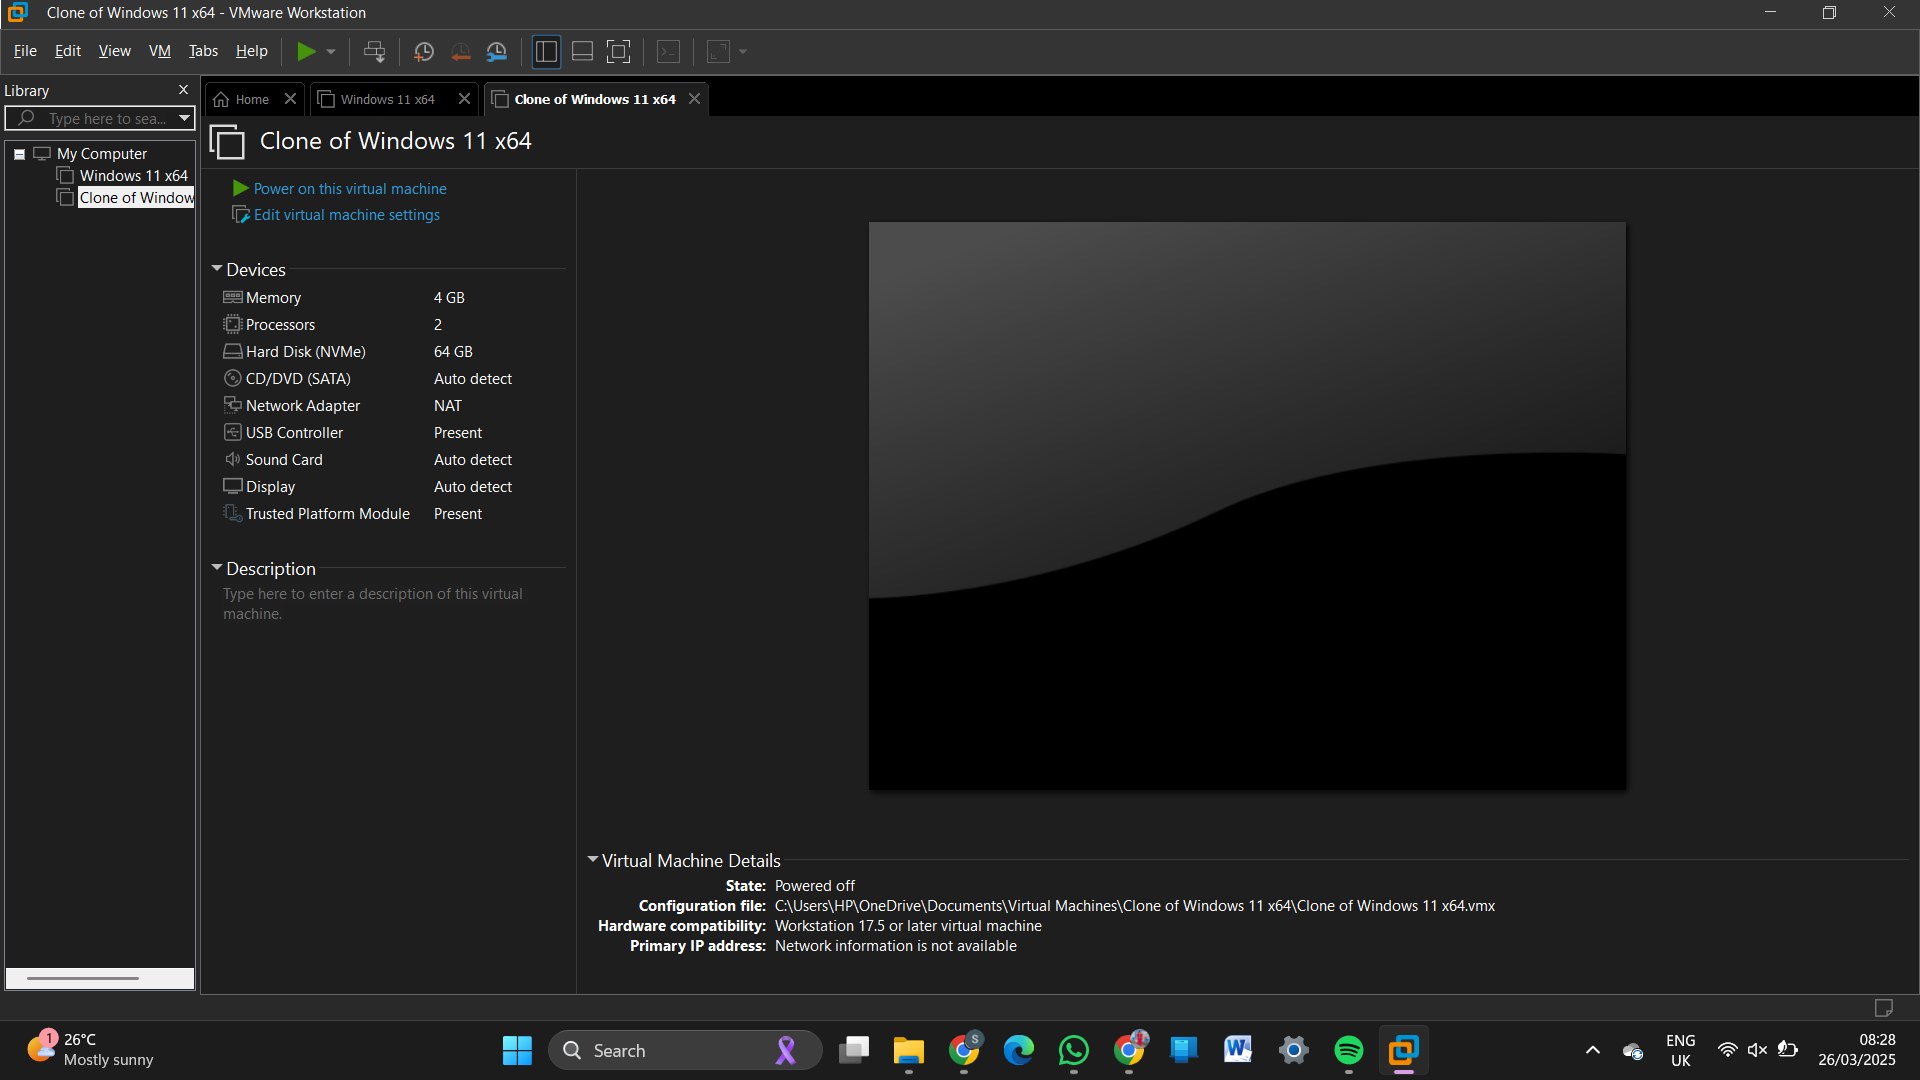 Clone of Windows 11 x64 - VMware Workstation
File Edit View VM Tabs Help
Library
Type here to sea...
Home
Windows 11 x64
Clone of Windows 11 x64
My Computer
Windows 11 x64
Clone of Window
Clone of Windows 11 x64
Power on this virtual machine
Edit virtual machine settings
Devices
Memory 4 GB
Processors 2
Hard Disk (NVMe) 64 GB
CD/DVD (SATA) Auto detect
Network Adapter NAT
USB Controller Present
Sound Card Auto detect
Display Auto detect
Trusted Platform Module Present
Description
Type here to enter a description of this virtual
machine.
Virtual Machine Details
State: Powered off
Configuration file: C:\Users\HP\OneDrive\Documents\Virtual Machines\Clone of Windows 11 x64\Clone of Windows 11 x64.vmx
Hardware compatibility: Workstation 17.5 or later virtual machine
Primary IP address: Network information is not available
1
26°C
Mostly sunny
Search
S
W
ENG
UK
08:28
26/03/2025